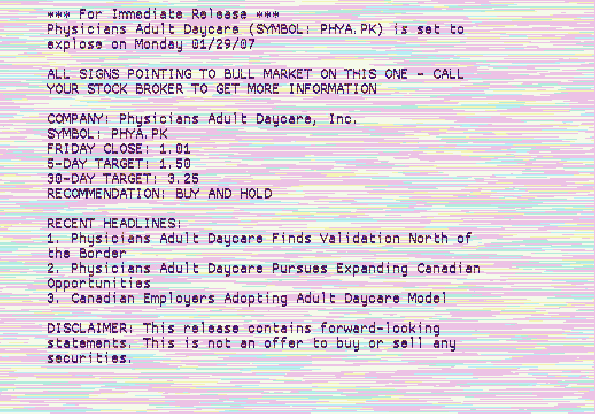 *** For Immediate Release ***
Physicians Adult Daycare (SYMBOL: PHYA.PK) is set to
explose on Monday 01/29/07
ALL SIGNS POINTING TO BULL MARKET ON THIS ONE - CALL
YOUR STOCK BROKER TO GET MORE INFORMATION
COMPANY: Physicians Adult Daycare, Inc.
SYMBOL: PHYA.PK
FRIDAY CLOSE: 1.01
5-DAY TARGET: 1.50
30-DAY TARGET: 3.25
RECOMMENDATION: BUY AND HOLD
RECENT HEADLINES:
1. Physicians Adult Daycare Finds Validation North of
the Border
2. Physicians Adult Daycare Pursues Expanding Canadian
Opportunities
3. Canadian Employers Adopting Adult Daycare Model
DISCLAIMER: This release contains forward-looking
statements. This is not an offer to buy or sell any
securities.